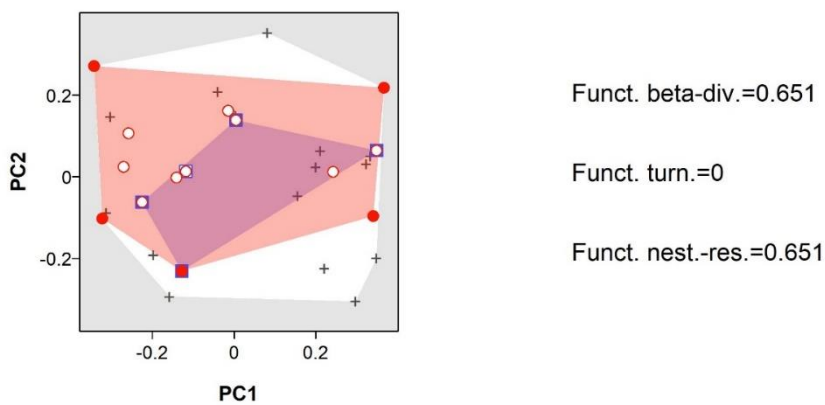 0.2
0
-0.2
PC2
-0.2
0
0.2
PC1
Funct. beta-div.=0.651
Funct. turn.=0
Funct. nest.-res.=0.651